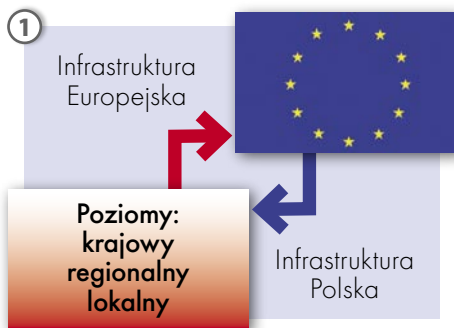 1
Infrastruktura
Europejska
Poziomy:
krajowy
regionalny
lokalny
Infrastruktura
Polska